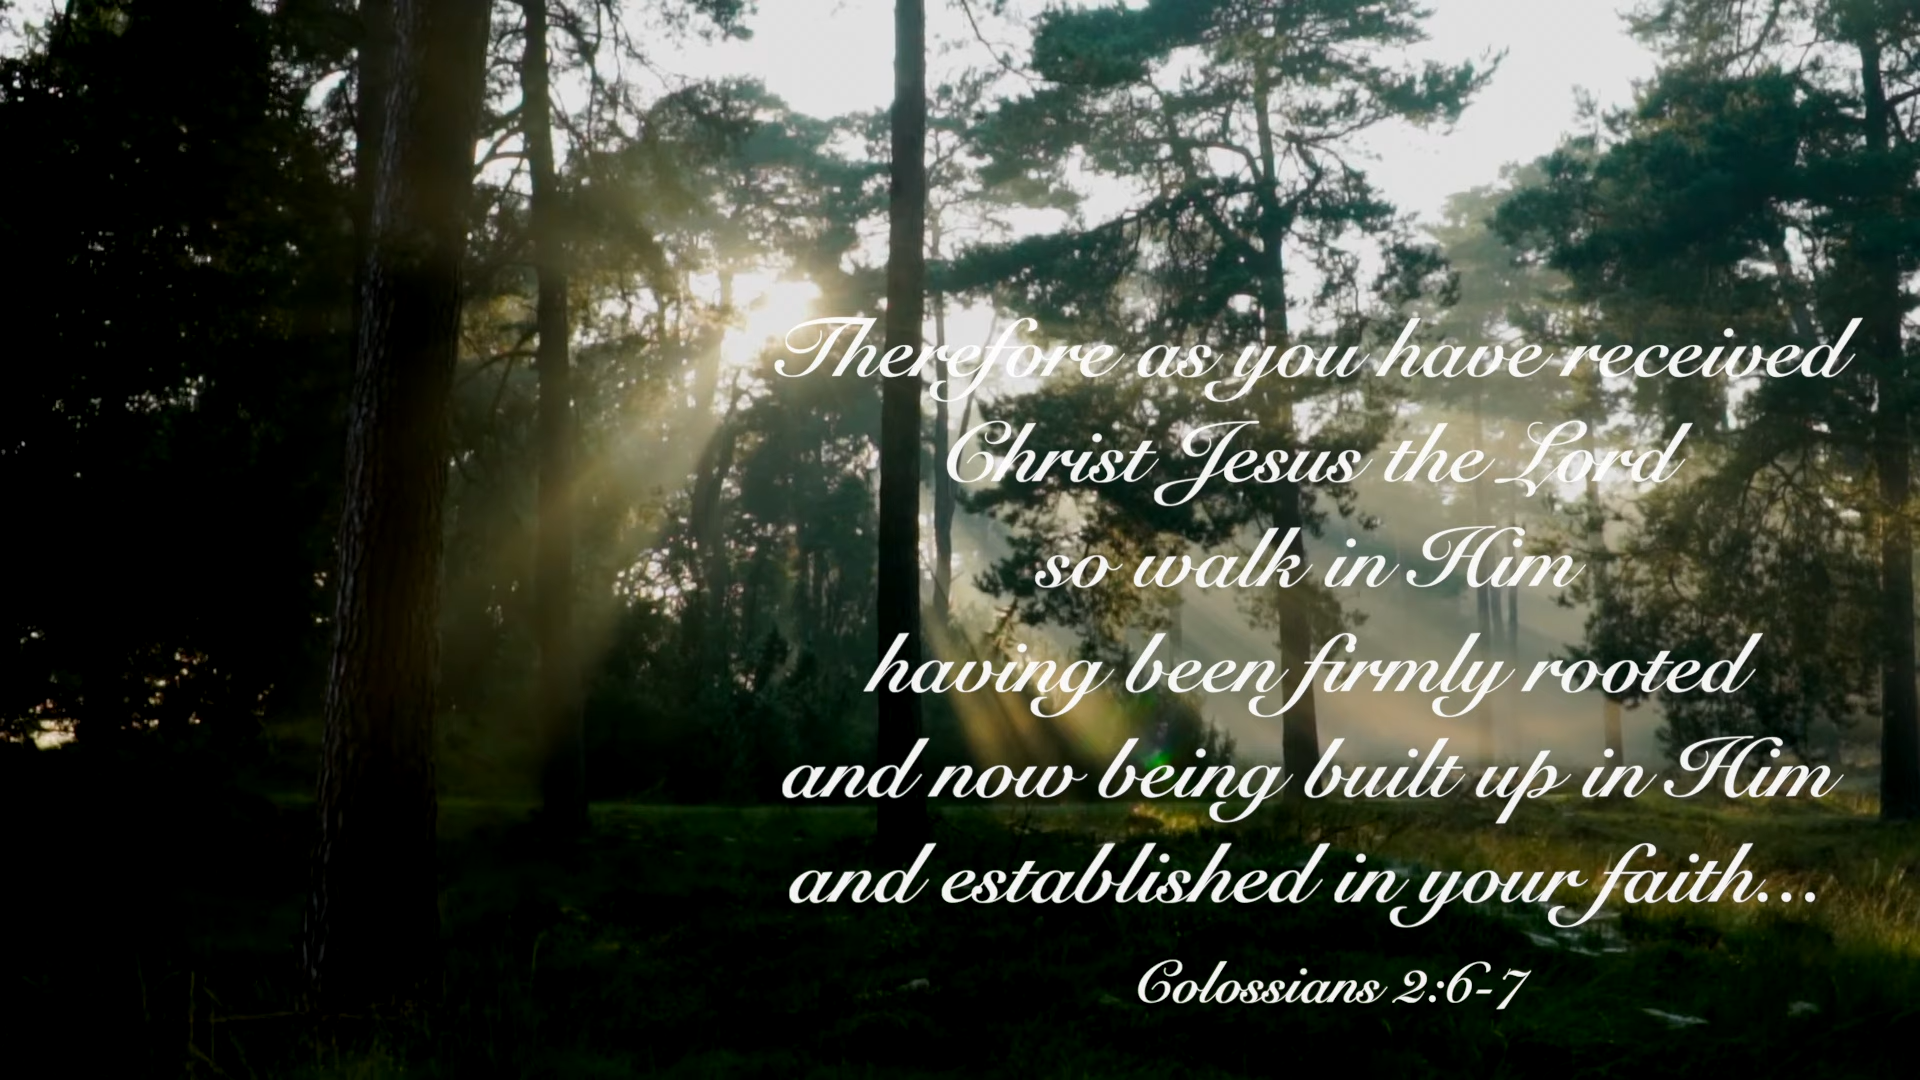 Therefore as you have received
Christ Jesus the Lord
so walk in Him
having been firmly rooted
and now being built up in Him
and established in your faith...
Colossians 2:6-7